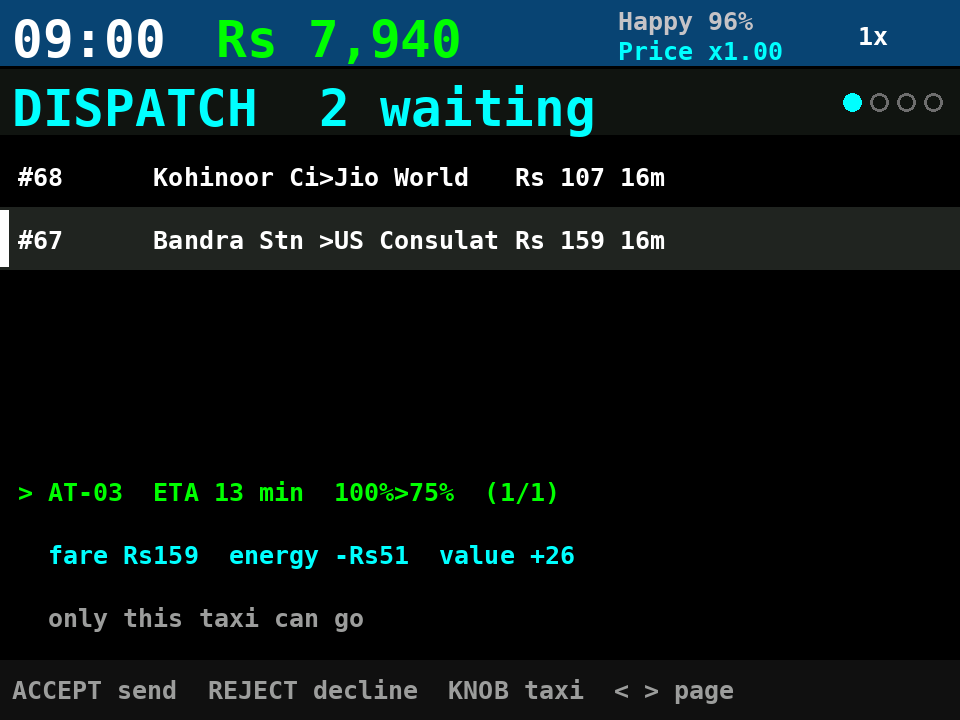 09:00 Rs 7,940 Happy 96% Price x1.00 1x
DISPATCH 2 waiting
#68 Kohinoor Ci>Jio World Rs 107 16m
#67 Bandra Stn >US Consulat Rs 159 16m
> AT-03 ETA 13 min 100%>75% (1/1)
fare Rs159 energy -Rs51 value +26
only this taxi can go
ACCEPT send REJECT decline KNOB taxi < > page